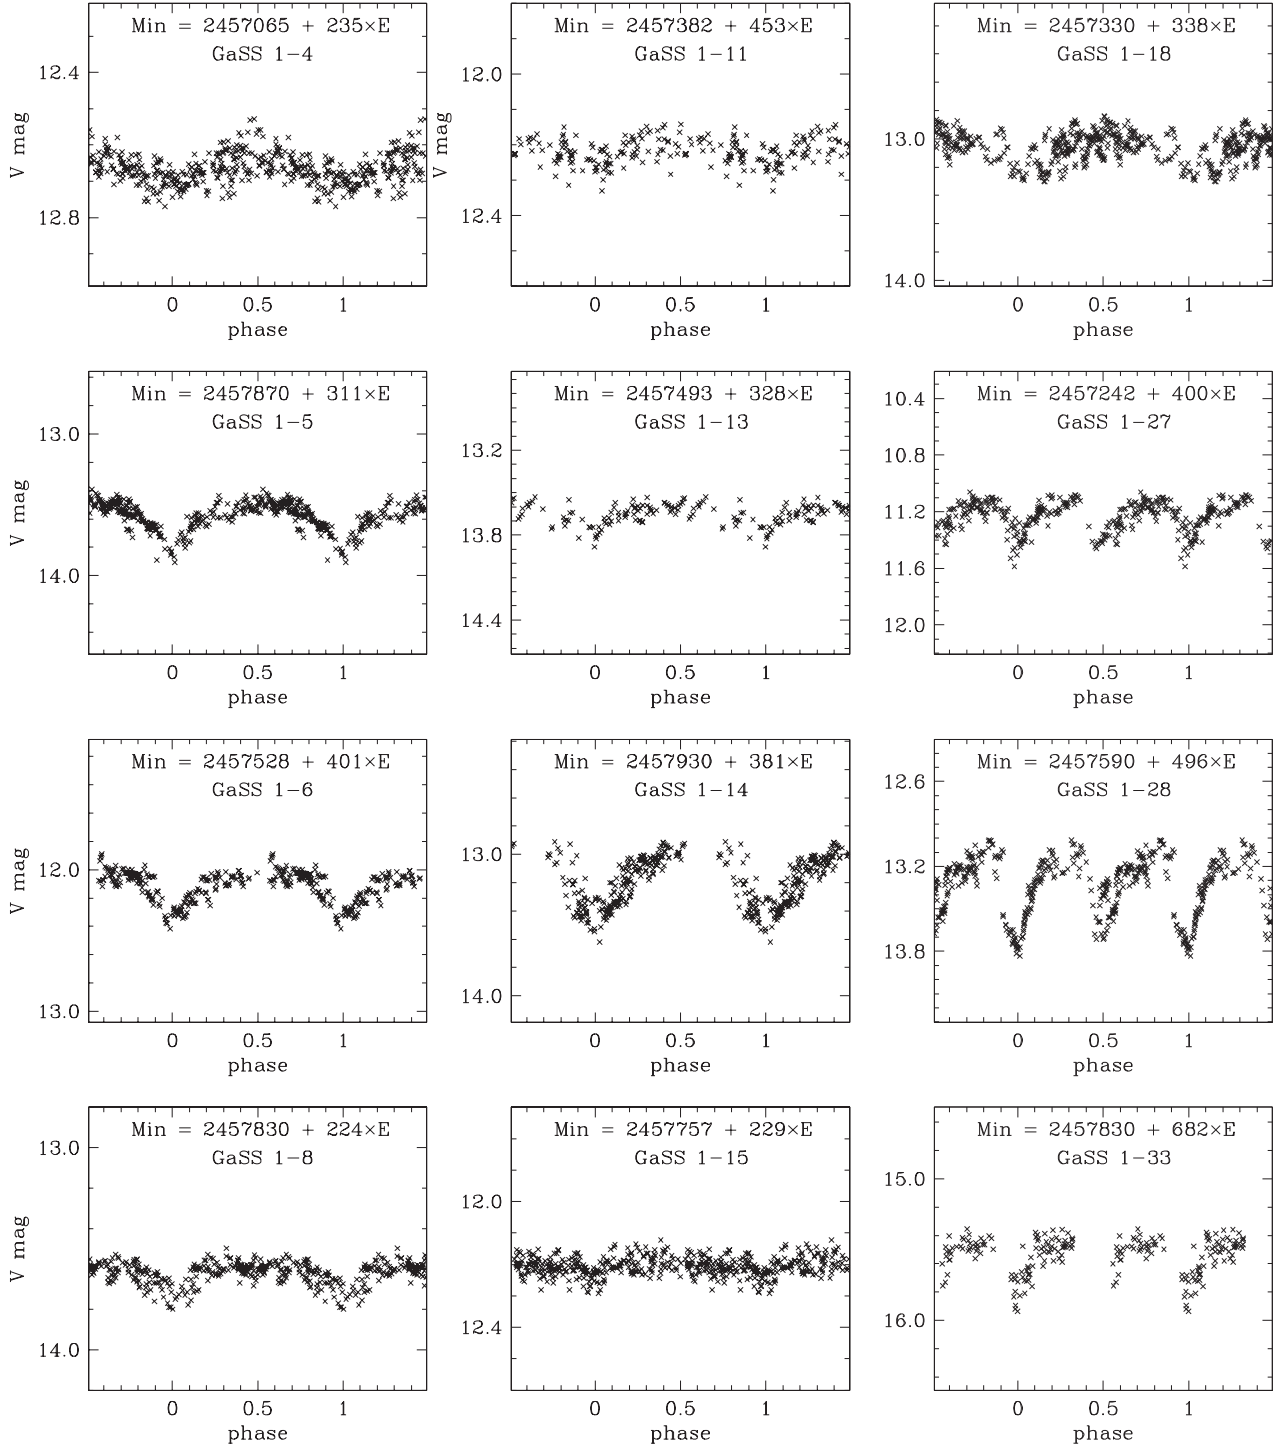 Min = 2457065 + 235×E
GaSS 1−4
12.4
12.8
V mag
0 0.5 1
phase
Min = 2457382 + 453×E
GaSS 1−11
12.0
12.4
V mag
0 0.5 1
phase
Min = 2457330 + 338×E
GaSS 1−18
13.0
14.0
0 0.5 1
phase
Min = 2457870 + 311×E
GaSS 1−5
13.0
14.0
V mag
0 0.5 1
phase
Min = 2457493 + 328×E
GaSS 1−13
13.2
13.8
14.4
0 0.5 1
phase
Min = 2457242 + 400×E
GaSS 1−27
10.4
10.8
11.2
11.6
12.0
0 0.5 1
phase
Min = 2457528 + 401×E
GaSS 1−6
12.0
13.0
V mag
0 0.5 1
phase
Min = 2457930 + 381×E
GaSS 1−14
13.0
14.0
0 0.5 1
phase
Min = 2457590 + 496×E
GaSS 1−28
12.6
13.2
13.8
0 0.5 1
phase
Min = 2457830 + 224×E
GaSS 1−8
13.0
14.0
V mag
0 0.5 1
phase
Min = 2457757 + 229×E
GaSS 1−15
12.0
12.4
0 0.5 1
phase
Min = 2457830 + 682×E
GaSS 1−33
15.0
16.0
0 0.5 1
phase